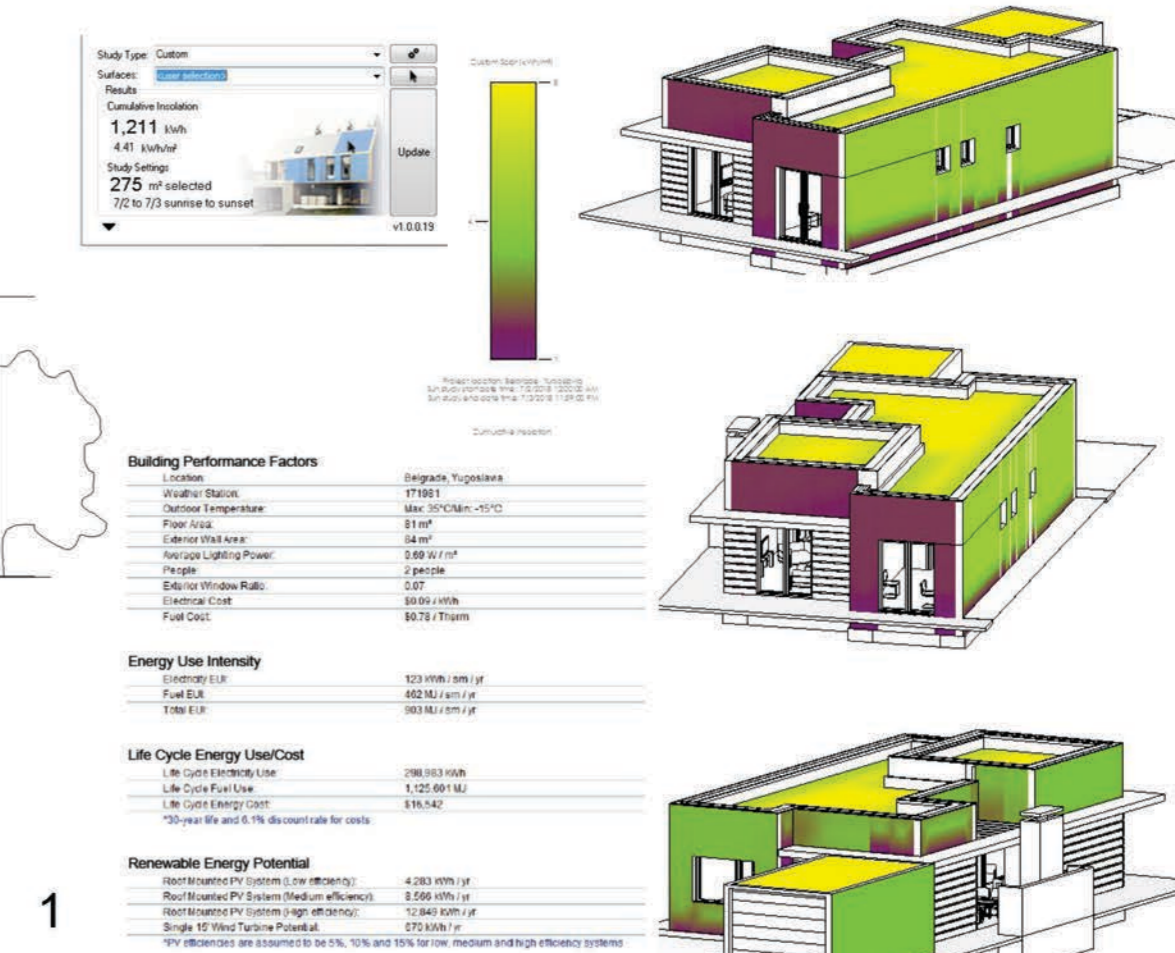 Study Type: Custom
Surfaces: <user selection>
Results
Cumulative Insolation
1,211 kWh
4.41 kWh/m²
Study Settings
275 m² selected
7/2 to 7/3 sunrise to sunset
Update
v1.0.0.19
Cumulative Insolation
Building Performance Factors
Location: Belgrade, Yugoslavia
Weather Station: 171981
Outdoor Temperature: Max: 35°C/Min: -15°C
Floor Area: 81 m²
Exterior Wall Area: 84 m²
Average Lighting Power: 9.69 W / m²
People: 2 people
Exterior Window Ratio: 0.07
Electrical Cost: $0.09 / kWh
Fuel Cost: $0.78 / Therm
Energy Use Intensity
Electricity EUI: 123 kWh / sm / yr
Fuel EUI: 462 MJ / sm / yr
Total EUI: 903 MJ / sm / yr
Life Cycle Energy Use/Cost
Life Cycle Electricity Use: 298,983 kWh
Life Cycle Fuel Use: 1,125,601 MJ
Life Cycle Energy Cost: $16,542
*30-year life and 6.1% discount rate for costs
Renewable Energy Potential
Roof Mounted PV System (Low efficiency): 4,283 kWh / yr
Roof Mounted PV System (Medium efficiency): 8,566 kWh / yr
Roof Mounted PV System (High efficiency): 12,849 kWh / yr
Single 15' Wind Turbine Potential: 670 kWh / yr
*PV efficiencies are assumed to be 5%, 10% and 15% for low, medium and high efficiency systems
1